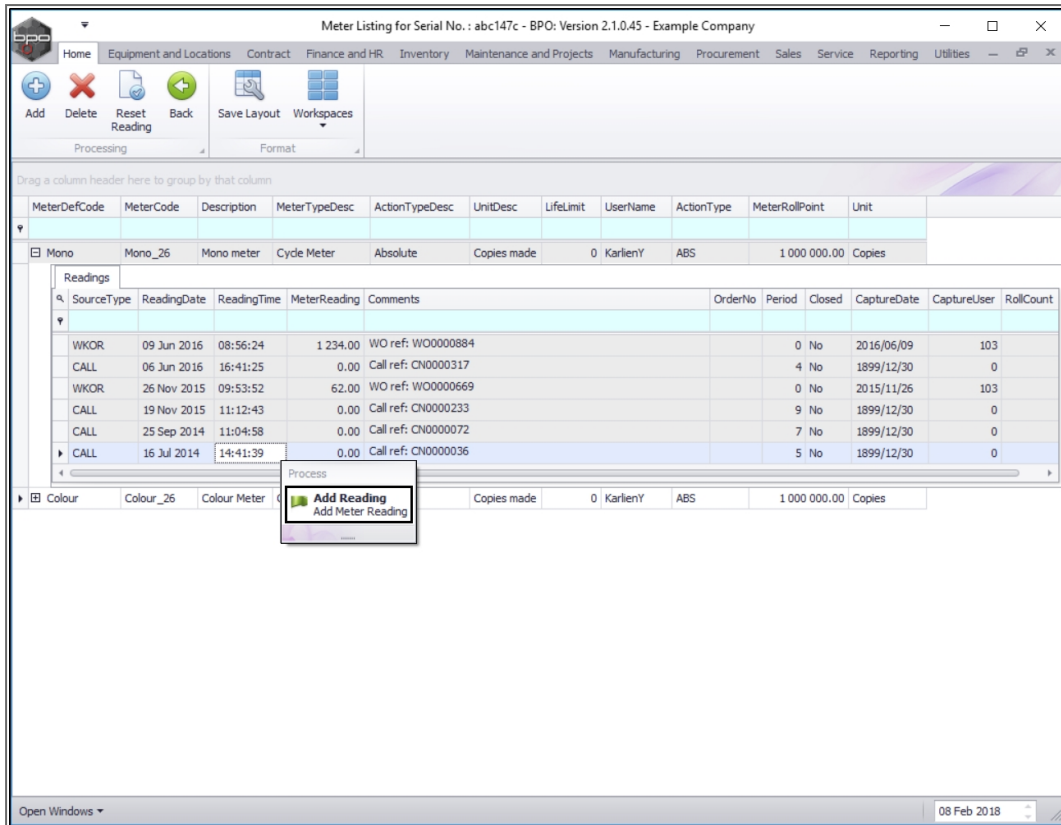 bpo
Meter Listing for Serial No. : abc147c - BPO: Version 2.1.0.45 - Example Company
Home Equipment and Locations Contract Finance and HR Inventory Maintenance and Projects Manufacturing Procurement Sales Service Reporting Utilities
Add Delete Reset Reading Back Save Layout Workspaces
Processing Format
Drag a column header here to group by that column
MeterDefCode MeterCode Description MeterTypeDesc ActionTypeDesc UnitDesc LifeLimit UserName ActionType MeterRollPoint Unit
Mono Mono_26 Mono meter Cycle Meter Absolute Copies made 0 KarlienY ABS 1 000 000.00 Copies
Readings
SourceType ReadingDate ReadingTime MeterReading Comments OrderNo Period Closed CaptureDate CaptureUser RollCount
WKOR 09 Jun 2016 08:56:24 1 234.00 WO ref: WO0000884 0 No 2016/06/09 103
CALL 06 Jun 2016 16:41:25 0.00 Call ref: CN0000317 4 No 1899/12/30 0
WKOR 26 Nov 2015 09:53:52 62.00 WO ref: WO0000669 0 No 2015/11/26 103
CALL 19 Nov 2015 11:12:43 0.00 Call ref: CN0000233 9 No 1899/12/30 0
CALL 25 Sep 2014 11:04:58 0.00 Call ref: CN0000072 7 No 1899/12/30 0
CALL 16 Jul 2014 14:41:39 0.00 Call ref: CN0000036 5 No 1899/12/30 0
Process
Add Reading
Add Meter Reading
Colour Colour_26 Colour Meter Copies made 0 KarlienY ABS 1 000 000.00 Copies
Open Windows 08 Feb 2018